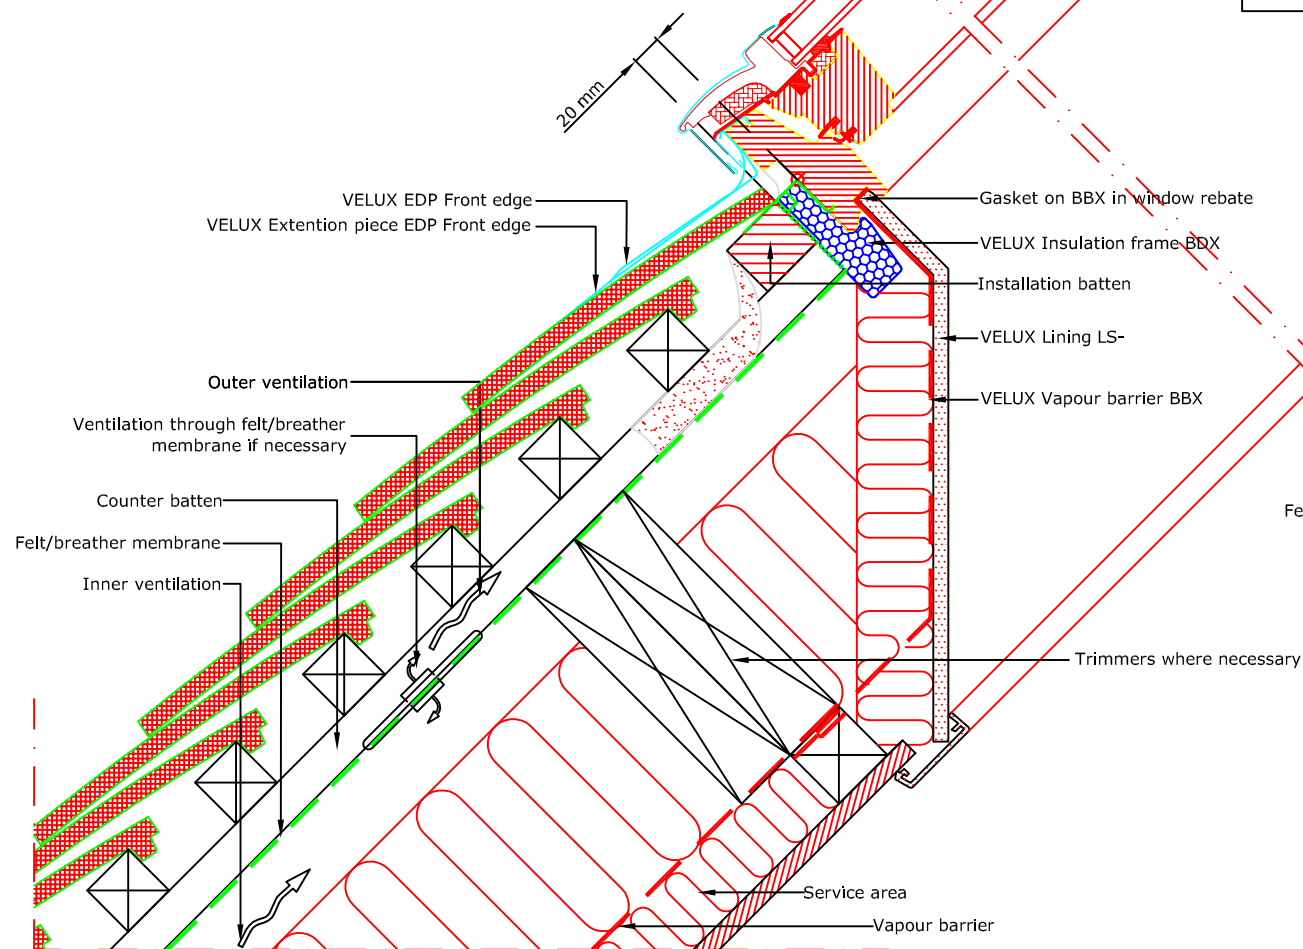 20 mm
VELUX EDP Front edge
VELUX Extention piece EDP Front edge
Gasket on BBX in window rebate
VELUX Insulation frame BDX
Installation batten
VELUX Lining LS-
Outer ventilation
VELUX Vapour barrier BBX
Ventilation through felt/breather
membrane if necessary
Counter batten
Fe
Felt/breather membrane
Inner ventilation
Trimmers where necessary
Service area
Vapour barrier